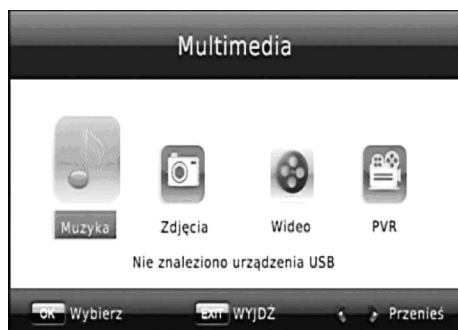 Multimedia
Muzyka Zdjęcia Wideo PVR
Nie znaleziono urządzenia USB
OK Wybierz EXIT WYJDŹ Przenieś